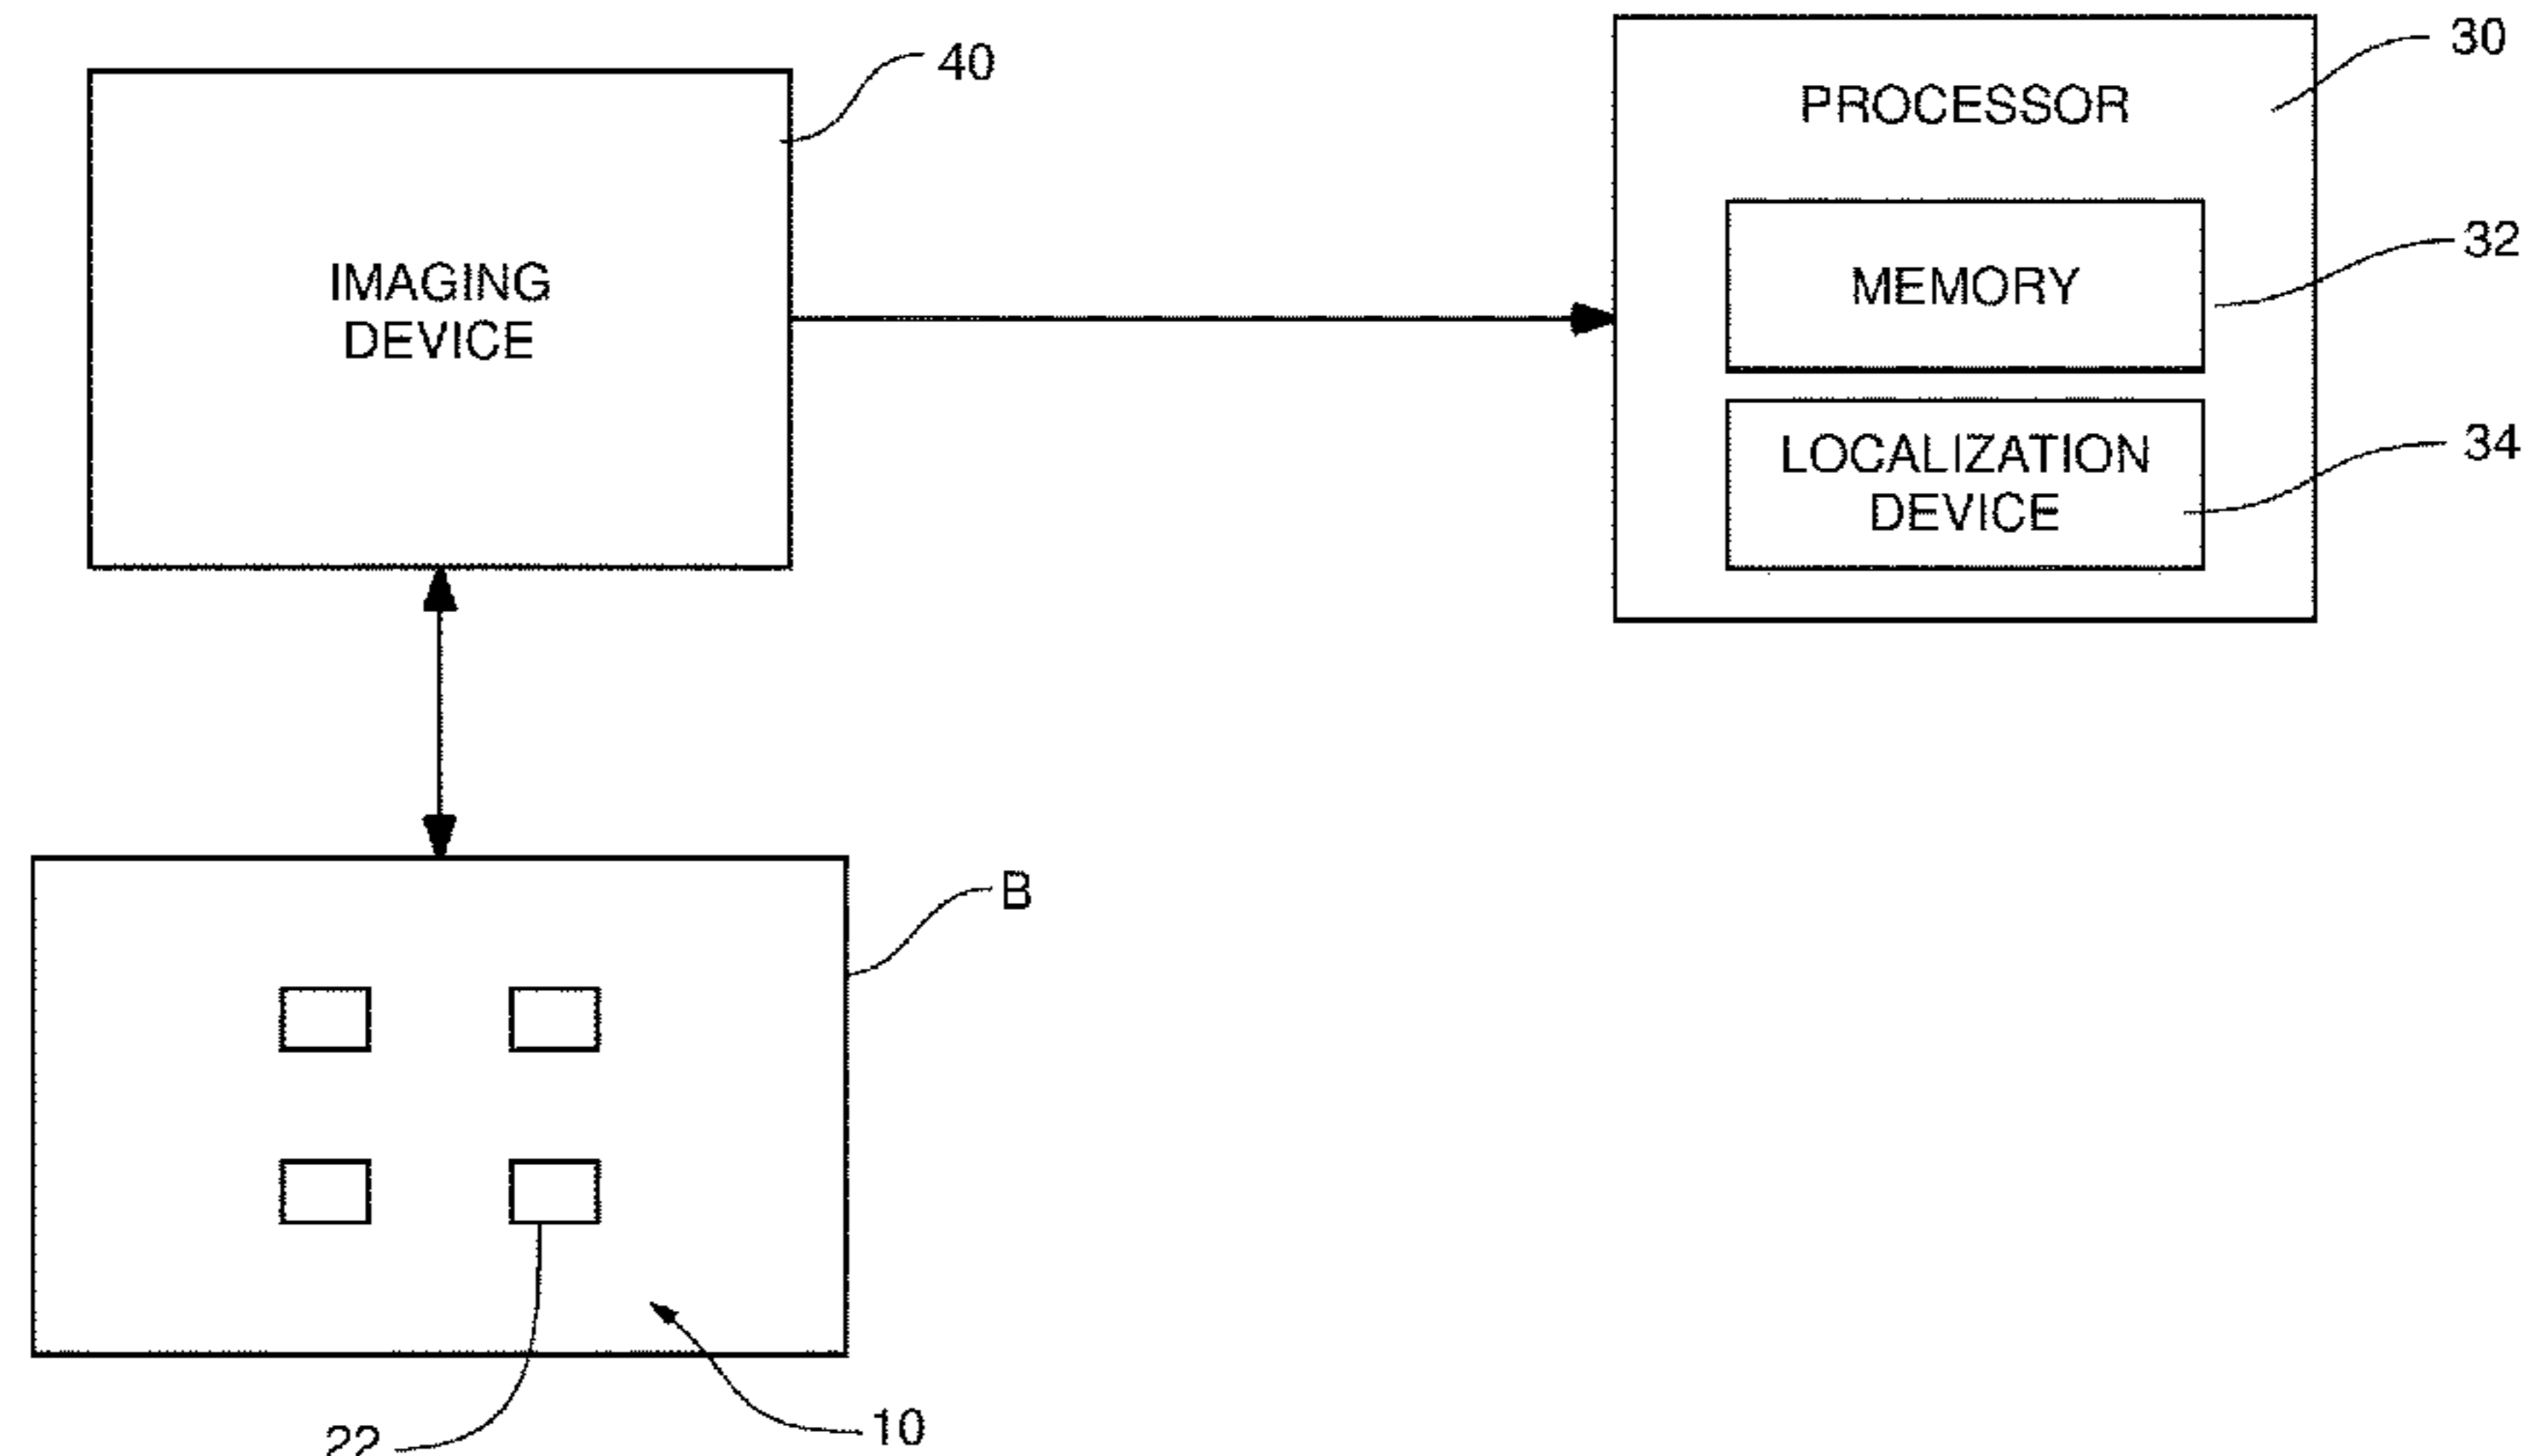 40
30
PROCESSOR
32
MEMORY
IMAGING
DEVICE
34
LOCALIZATION
DEVICE
B
22
10